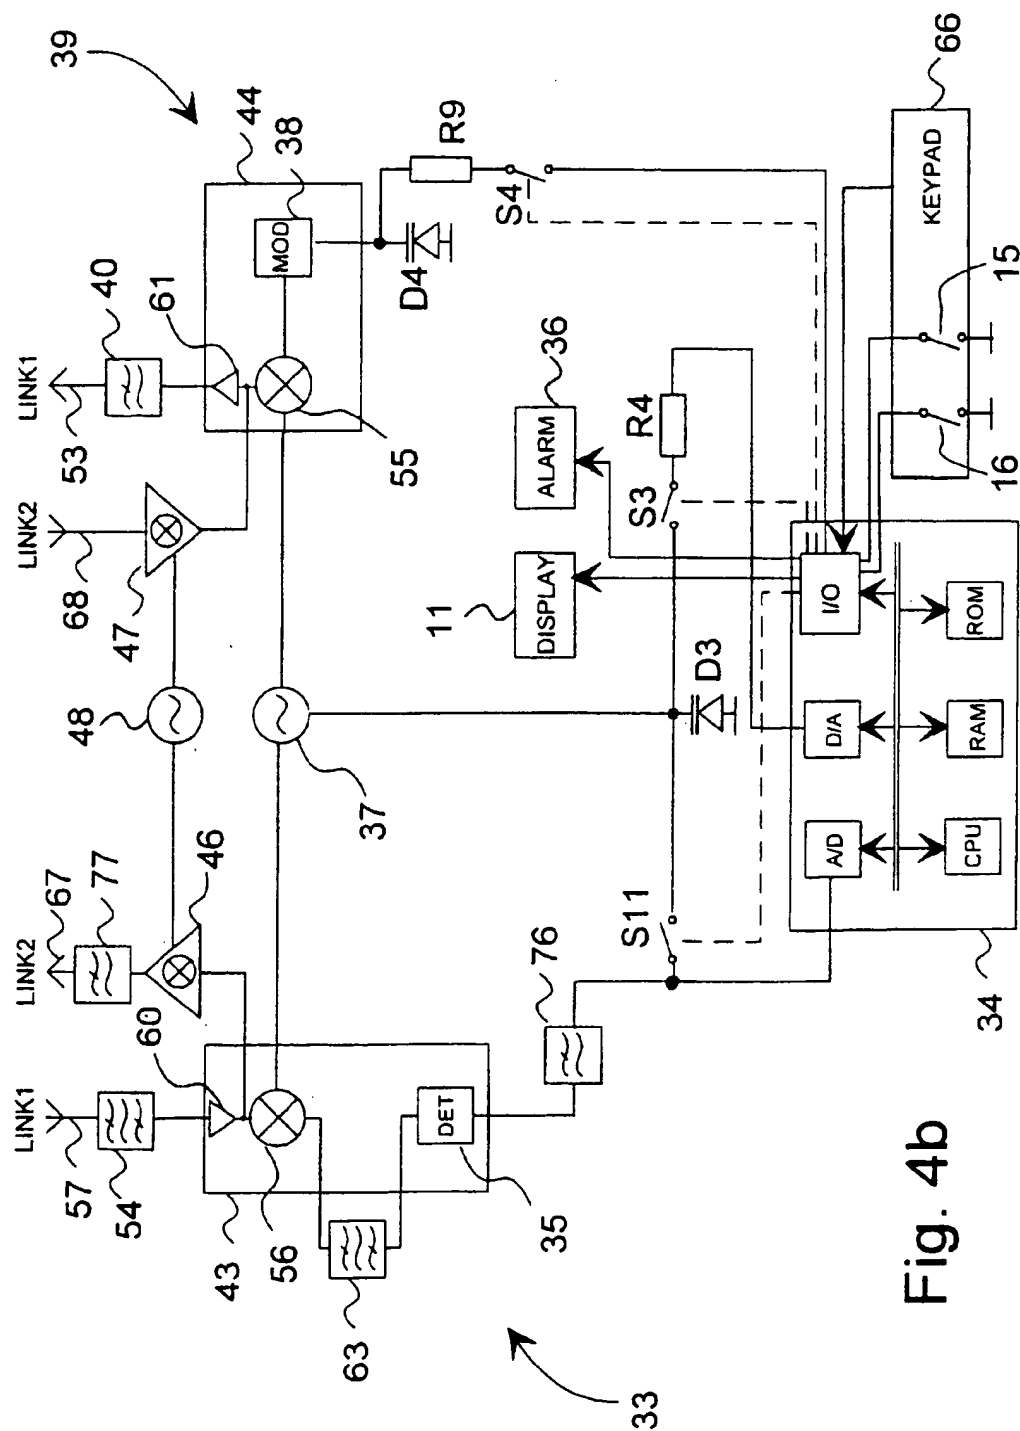 33
LINK1
57
54
43
60
56
63
35
DET
LINK2
67
77
46
76
48
37
LINK2
68
47
LINK1
53
40
61
55
39
44
38
MOD
D4
R9
S4
S11
D3
S3
R4
11
DISPLAY
ALARM
36
34
A/D
D/A
I/O
CPU
RAM
ROM
KEYPAD
66
16
15
Fig. 4b